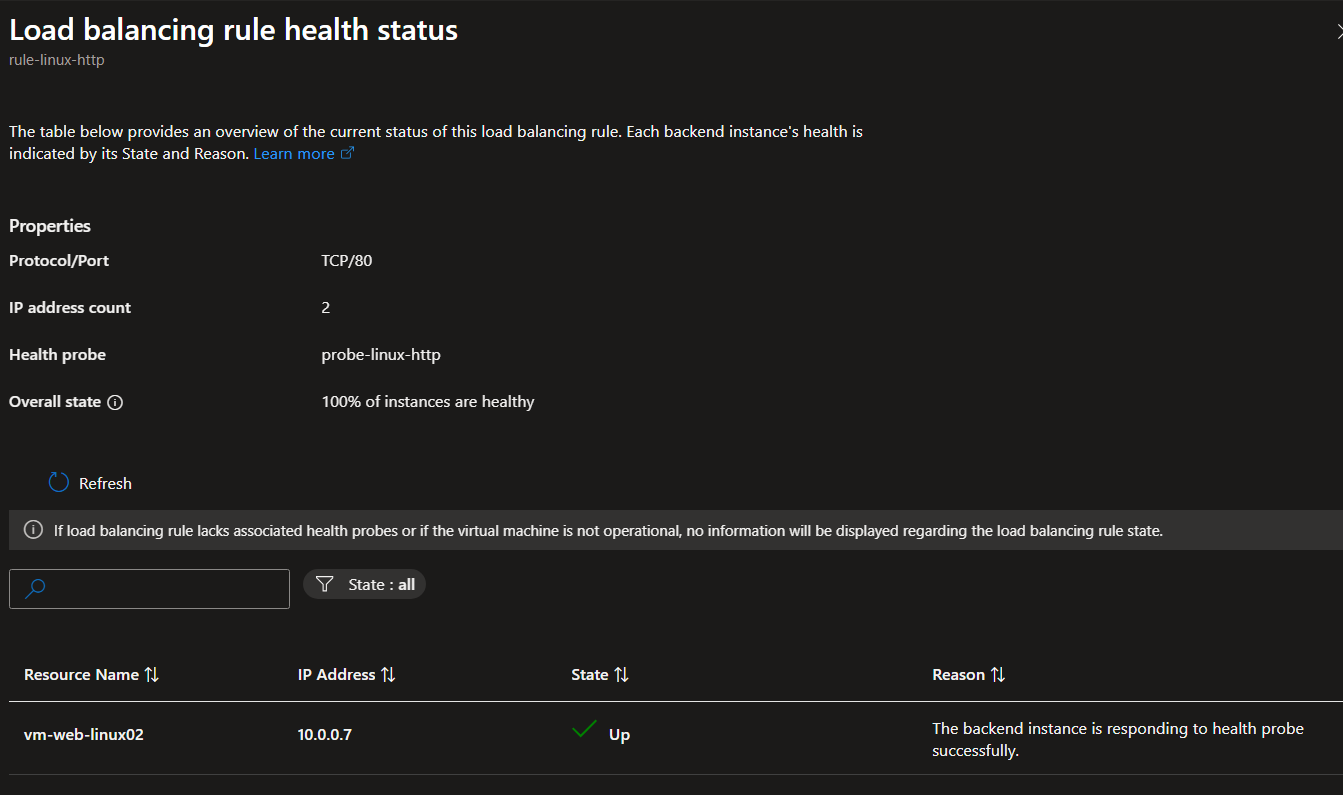 Load balancing rule health status
rule-linux-http
The table below provides an overview of the current status of this load balancing rule. Each backend instance's health is
indicated by its State and Reason. Learn more
Properties
Protocol/Port TCP/80
IP address count 2
Health probe probe-linux-http
Overall state 100% of instances are healthy
Refresh
If load balancing rule lacks associated health probes or if the virtual machine is not operational, no information will be displayed regarding the load balancing rule state.
State : all
Resource Name IP Address State Reason
vm-web-linux02 10.0.0.7 Up The backend instance is responding to health probe
successfully.